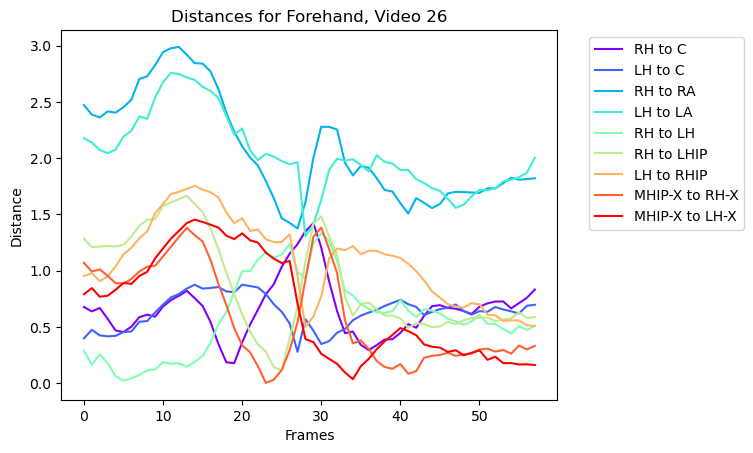 Distances for Forehand, Video 26
Distance
3.0
2.5
2.0
1.5
1.0
0.5
0.0
0 10 20 30 40 50
Frames
RH to C
LH to C
RH to RA
LH to LA
RH to LH
RH to LHIP
LH to RHIP
MHIP-X to RH-X
MHIP-X to LH-X